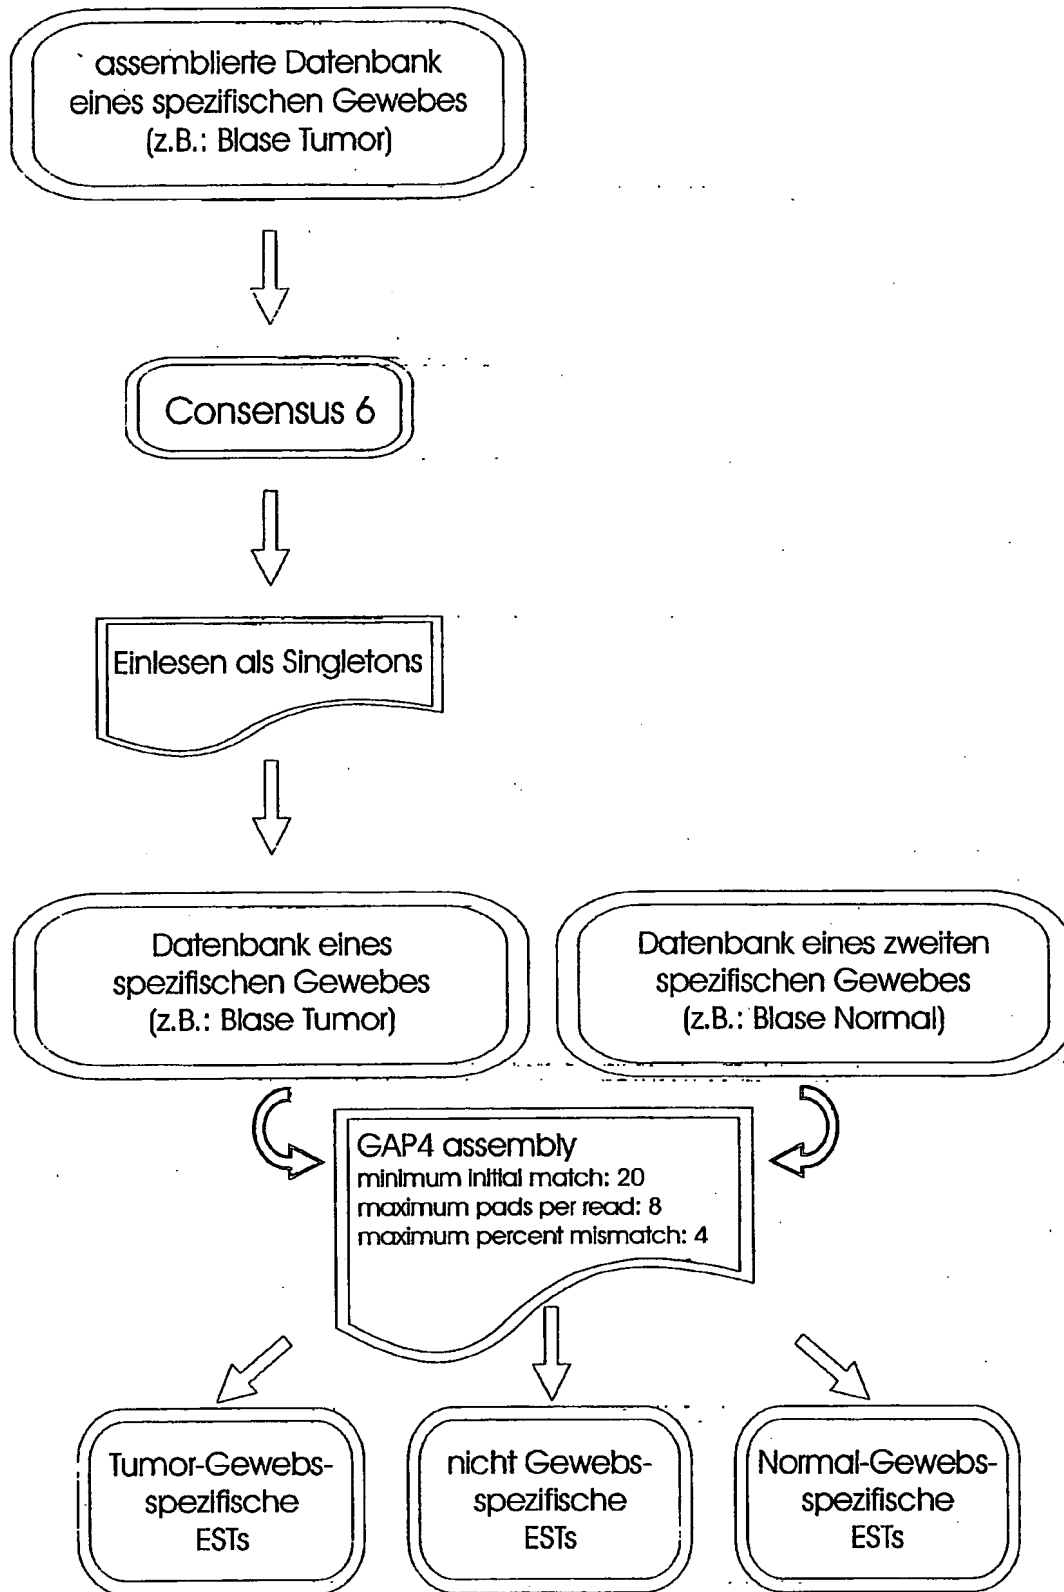 assemblierte Datenbank
eines spezifischen Gewebes
(z.B.: Blase Tumor)
Consensus 6
Einlesen als Singletons
Datenbank eines
spezifischen Gewebes
(z.B.: Blase Tumor)
Datenbank eines zweiten
spezifischen Gewebes
(z.B.: Blase Normal)
GAP4 assembly
minimum initial match: 20
maximum pads per read: 8
maximum percent mismatch: 4
Tumor-Gewebs-
spezifische
ESTs
nicht Gewebs-
spezifische
ESTs
Normal-Gewebs-
spezifische
ESTs